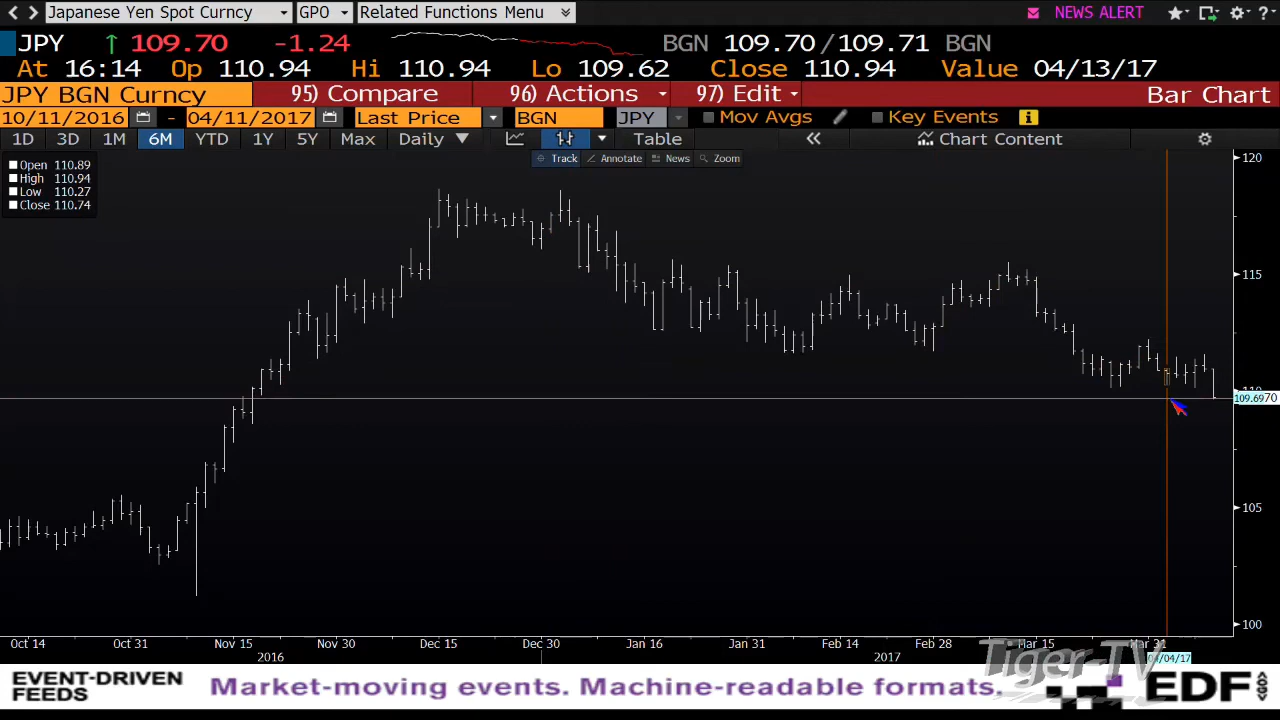 Japanese Yen Spot Curncy GPO Related Functions Menu NEWS ALERT ?
JPY ↑ 109.70 -1.24 BGN 109.70/109.71 BGN
At 16:14 Op 110.94 Hi 110.94 Lo 109.62 Close 110.94 Value 04/13/17
JPY BGN Curncy 95) Compare 96) Actions 97) Edit Bar Chart
10/11/2016 - 04/11/2017 Last Price BGN JPY Mov Avgs Key Events i
1D 3D 1M 6M YTD 1Y 5Y Max Daily ▼ Table « Chart Content
Track Annotate News Zoom
Open 110.89
High 110.94
Low 110.27
Close 110.74
120
115
110
109.6970
105
100
Oct 14 Oct 31 Nov 15 Nov 30 Dec 15 Dec 30 Jan 16 Jan 31 Feb 14 Feb 28 Mar 15 Mar 31
2016 2017 04/04/17
Tiger-TV
EVENT-DRIVEN
FEEDS
Market-moving events. Machine-readable formats.
EDF